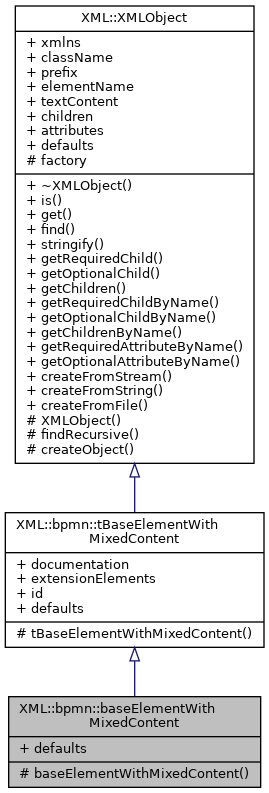 XML::XMLObject
+ xmlns
+ className
+ prefix
+ elementName
+ textContent
+ children
+ attributes
+ defaults
# factory
+ ~XMLObject()
+ is()
+ get()
+ find()
+ stringify()
+ getRequiredChild()
+ getOptionalChild()
+ getChildren()
+ getRequiredChildByName()
+ getOptionalChildByName()
+ getChildrenByName()
+ getRequiredAttributeByName()
+ getOptionalAttributeByName()
+ createFromStream()
+ createFromString()
+ createFromFile()
# XMLObject()
# findRecursive()
# createObject()
XML::bpmn::tBaseElementWith
MixedContent
+ documentation
+ extensionElements
+ id
+ defaults
# tBaseElementWithMixedContent()
XML::bpmn::baseElementWith
MixedContent
+ defaults
# baseElementWithMixedContent()